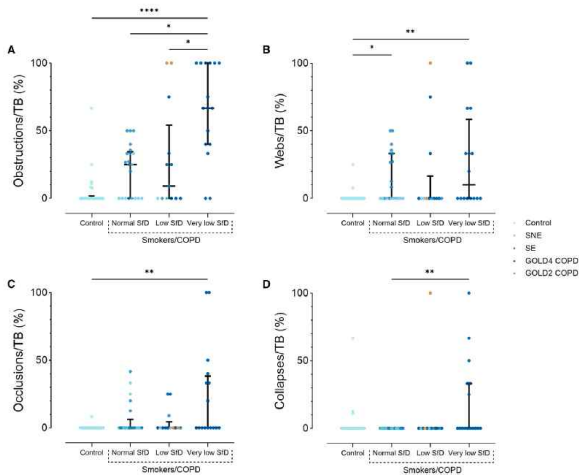 ****
*
*
A
Obstructions/TB (%)
100
50
0
Control
Normal SfD
Low SfD
Very low SfD
Smokers/COPD
**
*
B
Webs/TB (%)
100
50
0
Control
Normal SfD
Low SfD
Very low SfD
Smokers/COPD
Control
SNE
SE
GOLD4 COPD
GOLD2 COPD
**
C
Occlusions/TB (%)
100
50
0
Control
Normal SfD
Low SfD
Very low SfD
Smokers/COPD
**
D
Collapses/TB (%)
100
50
0
Control
Normal SfD
Low SfD
Very low SfD
Smokers/COPD